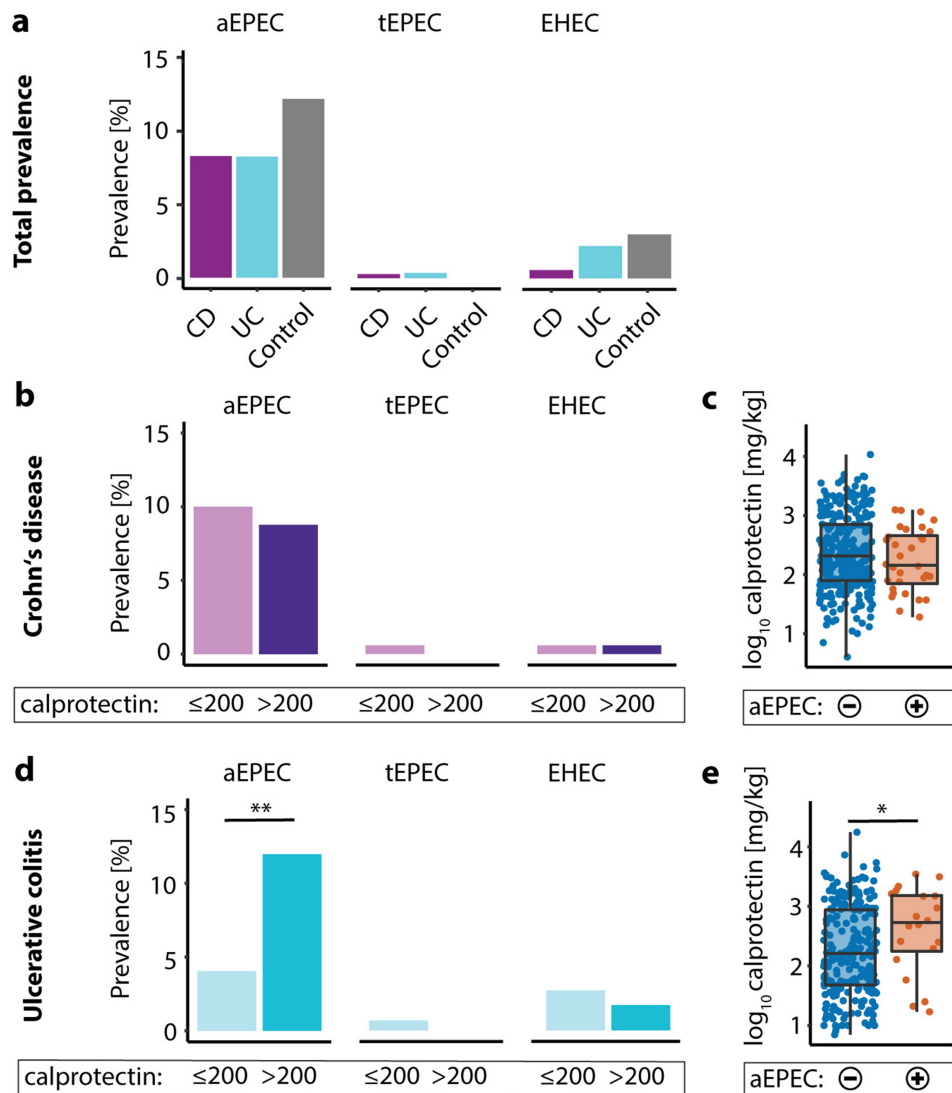 a
aEPEC tEPEC EHEC
Total prevalence
Prevalence [%]
15
10
5
0
CD UC Control CD UC Control CD UC Control
b
aEPEC tEPEC EHEC
Crohn's disease
Prevalence [%]
15
10
5
0
calprotectin: ≤200 >200 ≤200 >200 ≤200 >200
c
log10 calprotectin [mg/kg]
4
3
2
1
aEPEC: − +
d
aEPEC tEPEC EHEC
Ulcerative colitis
Prevalence [%]
15
10
5
0
**
calprotectin: ≤200 >200 ≤200 >200 ≤200 >200
e
log10 calprotectin [mg/kg]
4
3
2
1
*
aEPEC: − +